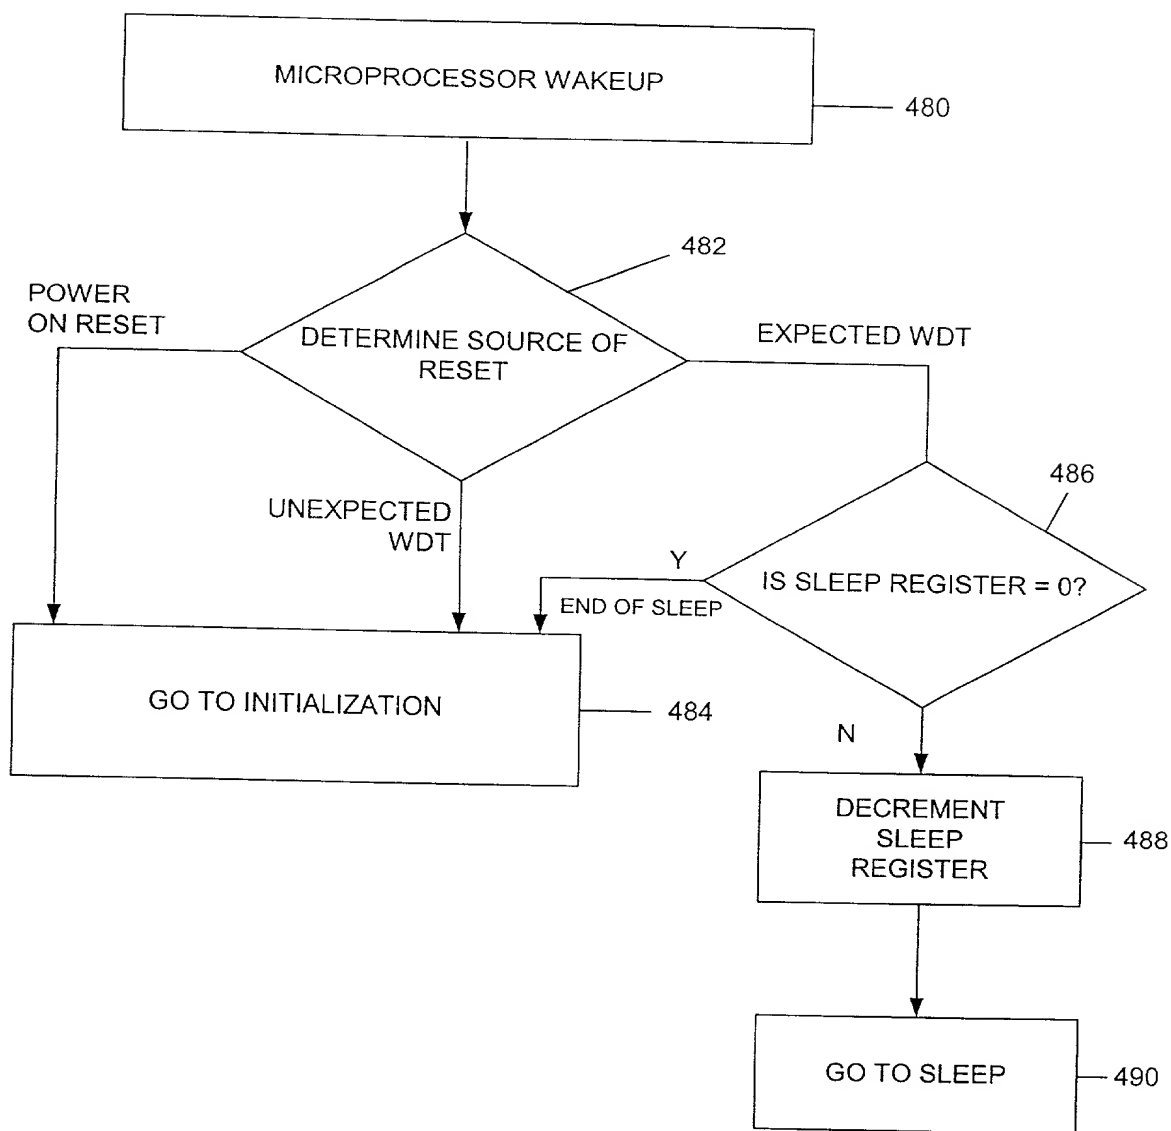 MICROPROCESSOR WAKEUP
480
482
POWER
ON RESET
DETERMINE SOURCE OF
RESET
EXPECTED WDT
486
UNEXPECTED
WDT
Y
IS SLEEP REGISTER = 0?
END OF SLEEP
GO TO INITIALIZATION
484
N
DECREMENT
SLEEP
REGISTER
488
GO TO SLEEP
490